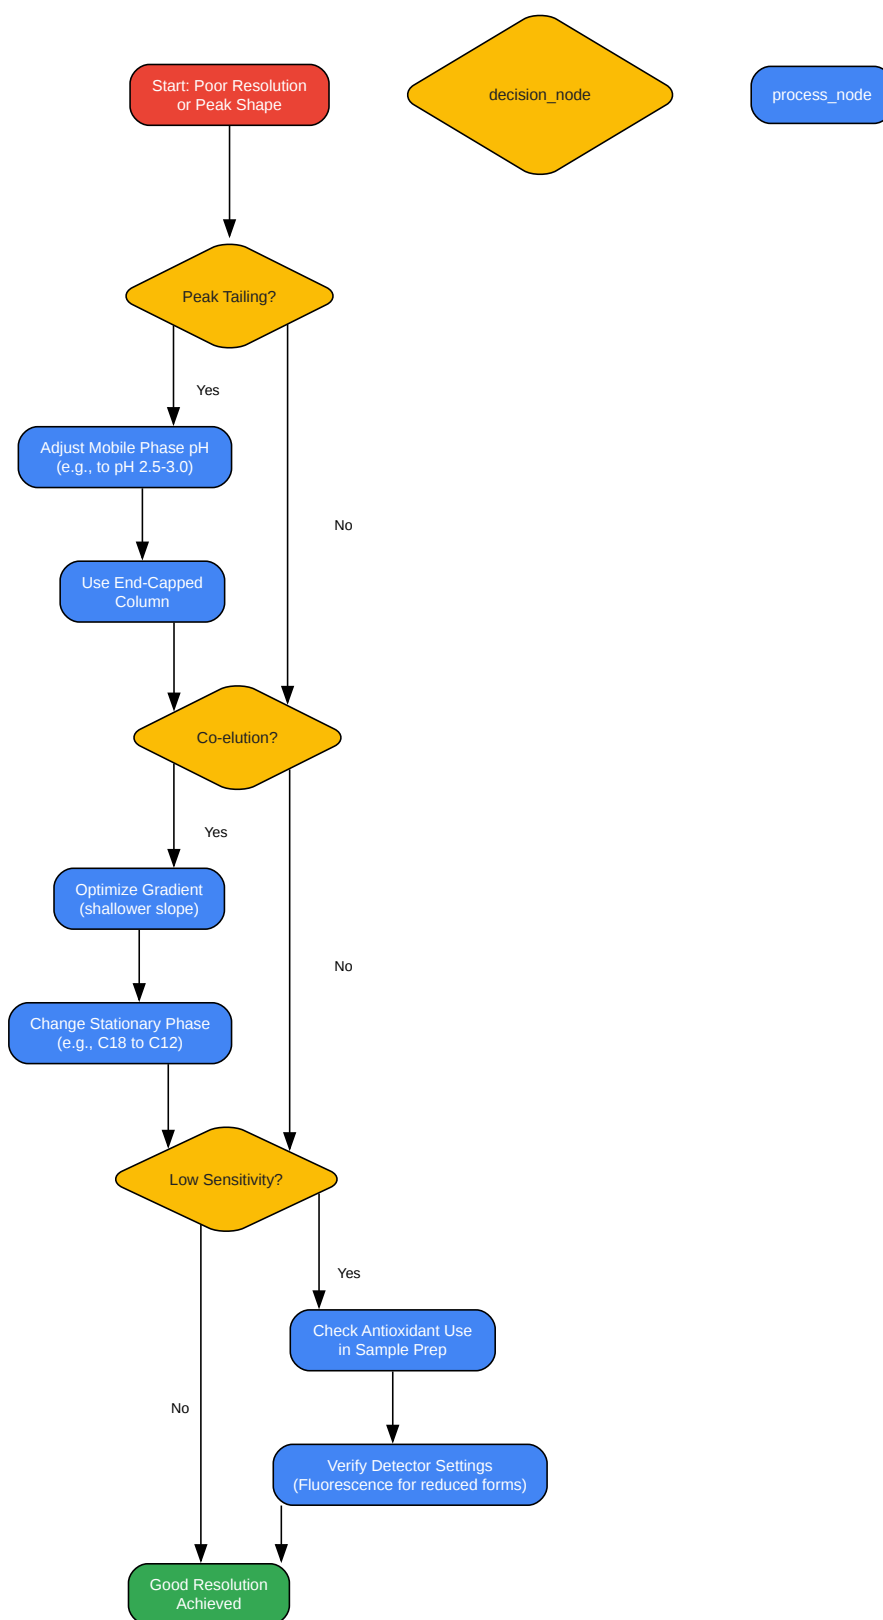 Start: Poor Resolution
or Peak Shape
decision_node
process_node
Peak Tailing?
Yes
Adjust Mobile Phase pH
(e.g., to pH 2.5-3.0)
No
Use End-Capped
Column
Co-elution?
Yes
Optimize Gradient
(shallower slope)
No
Change Stationary Phase
(e.g., C18 to C12)
Low Sensitivity?
Yes
Check Antioxidant Use
in Sample Prep
No
Verify Detector Settings
(Fluorescence for reduced forms)
Good Resolution
Achieved